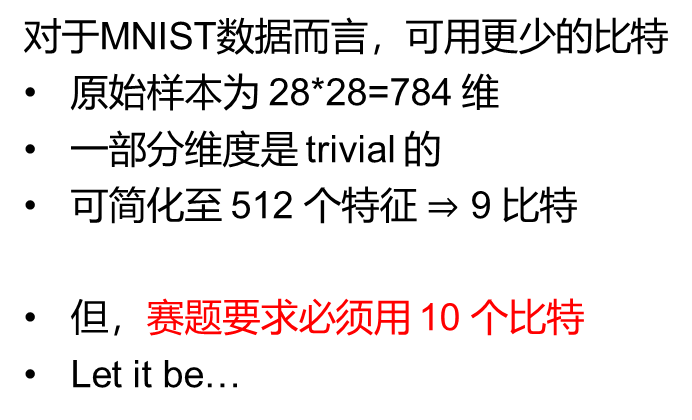 对于MNIST数据而言，可用更少的比特
• 原始样本为 28*28=784 维
• 一部分维度是 trivial 的
• 可简化至 512 个特征 ⇒ 9 比特
• 但，赛题要求必须用 10 个比特
• Let it be…